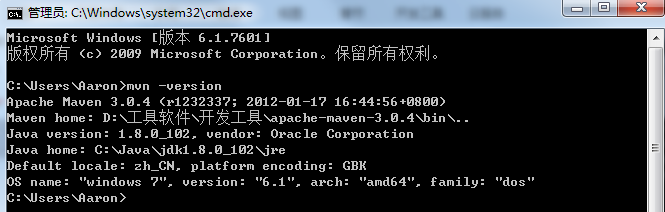 管理员: C:\Windows\system32\cmd.exe
Microsoft Windows [版本 6.1.7601]
版权所有 (c) 2009 Microsoft Corporation。保留所有权利。
C:\Users\Aaron>mvn -version
Apache Maven 3.0.4 (r1232337; 2012-01-17 16:44:56+0800)
Maven home: D:\工具软件\开发工具\apache-maven-3.0.4\bin\..
Java version: 1.8.0_102, vendor: Oracle Corporation
Java home: C:\Java\jdk1.8.0_102\jre
Default locale: zh_CN, platform encoding: GBK
OS name: "windows 7", version: "6.1", arch: "amd64", family: "dos"
C:\Users\Aaron>